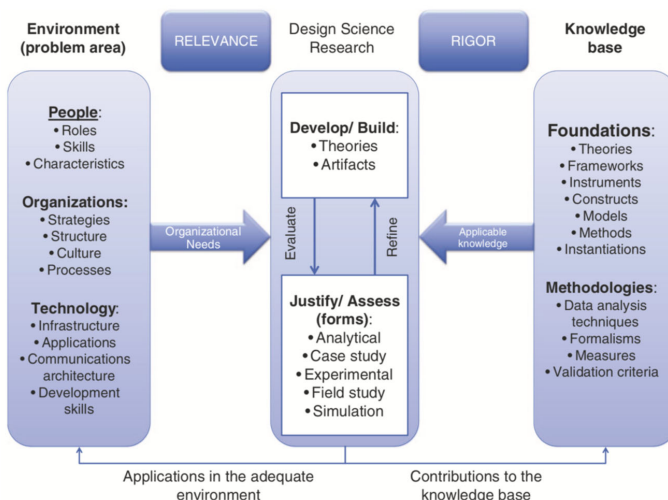 Environment
(problem area)
RELEVANCE
Design Science
Research
RIGOR
Knowledge
base
People:
• Roles
• Skills
• Characteristics
Organizations:
• Strategies
• Structure
• Culture
• Processes
Technology:
• Infrastructure
• Applications
• Communications
architecture
• Development
skills
Organizational
Needs
Develop/ Build:
• Theories
• Artifacts
Evaluate
Refine
Justify/ Assess
(forms):
• Analytical
• Case study
• Experimental
• Field study
• Simulation
Applicable
knowledge
Foundations:
• Theories
• Frameworks
• Instruments
• Constructs
• Models
• Methods
• Instantiations
Methodologies:
• Data analysis
techniques
• Formalisms
• Measures
• Validation criteria
Applications in the adequate
environment
Contributions to the
knowledge base